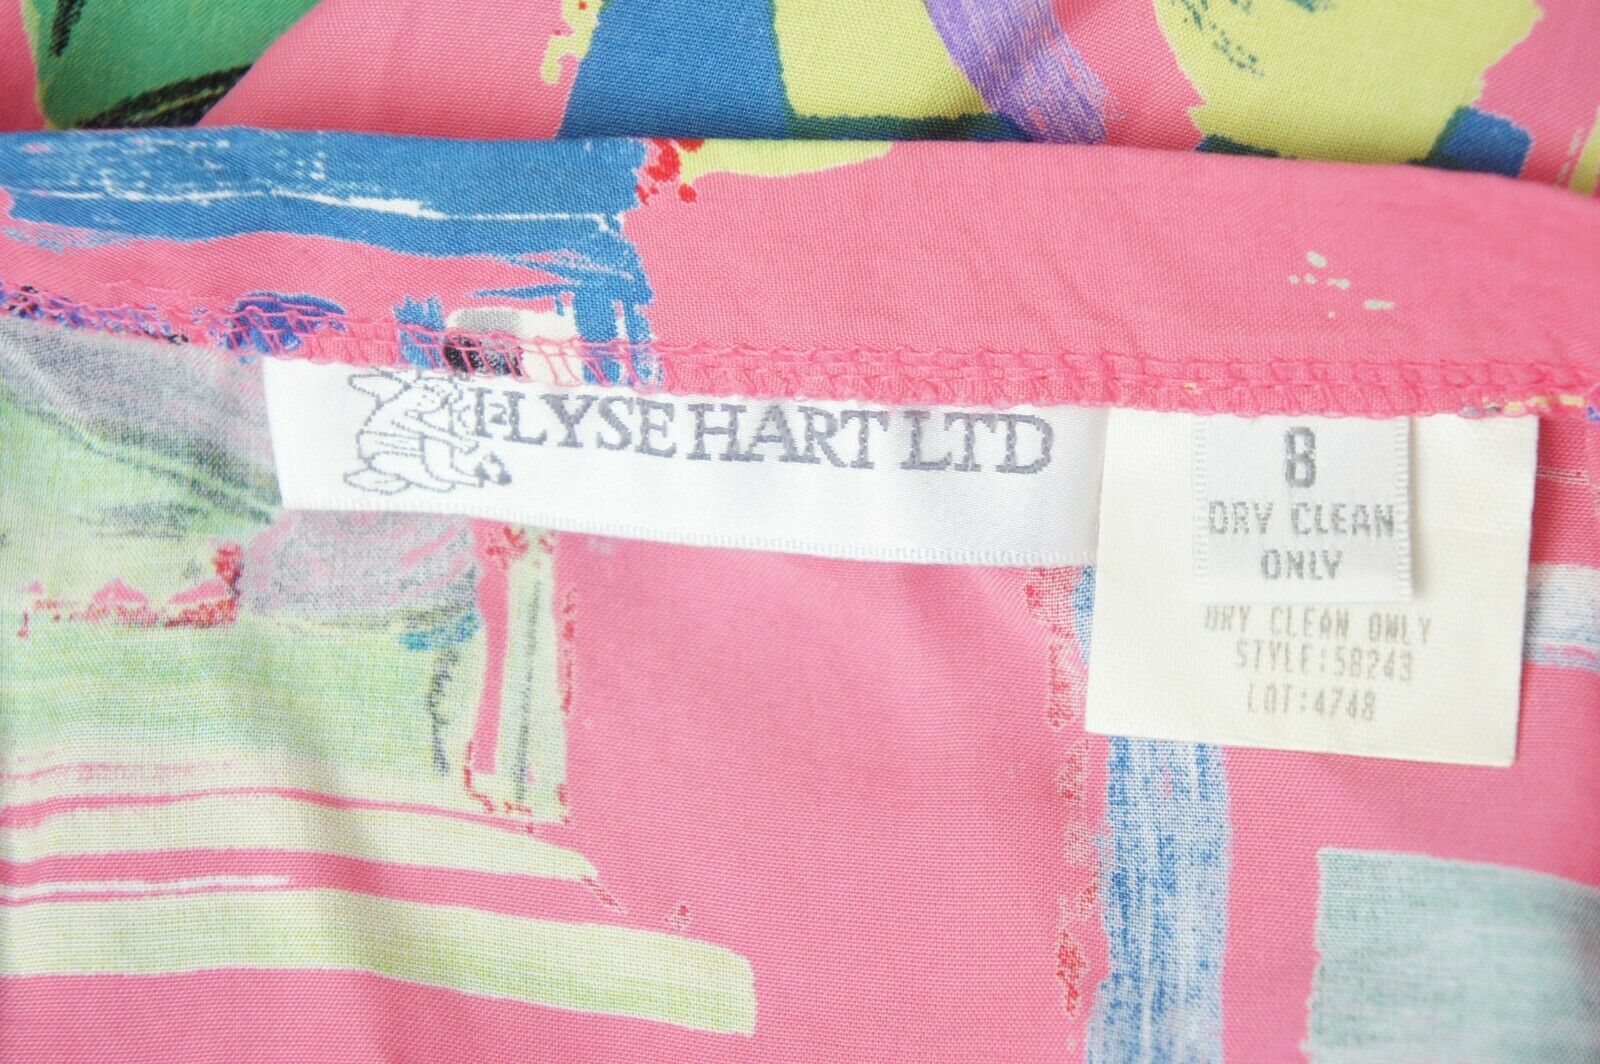 ELYSE HART LTD
8
DRY CLEAN
ONLY
DRY CLEAN ONLY
STYLE:58243
LOT:4748